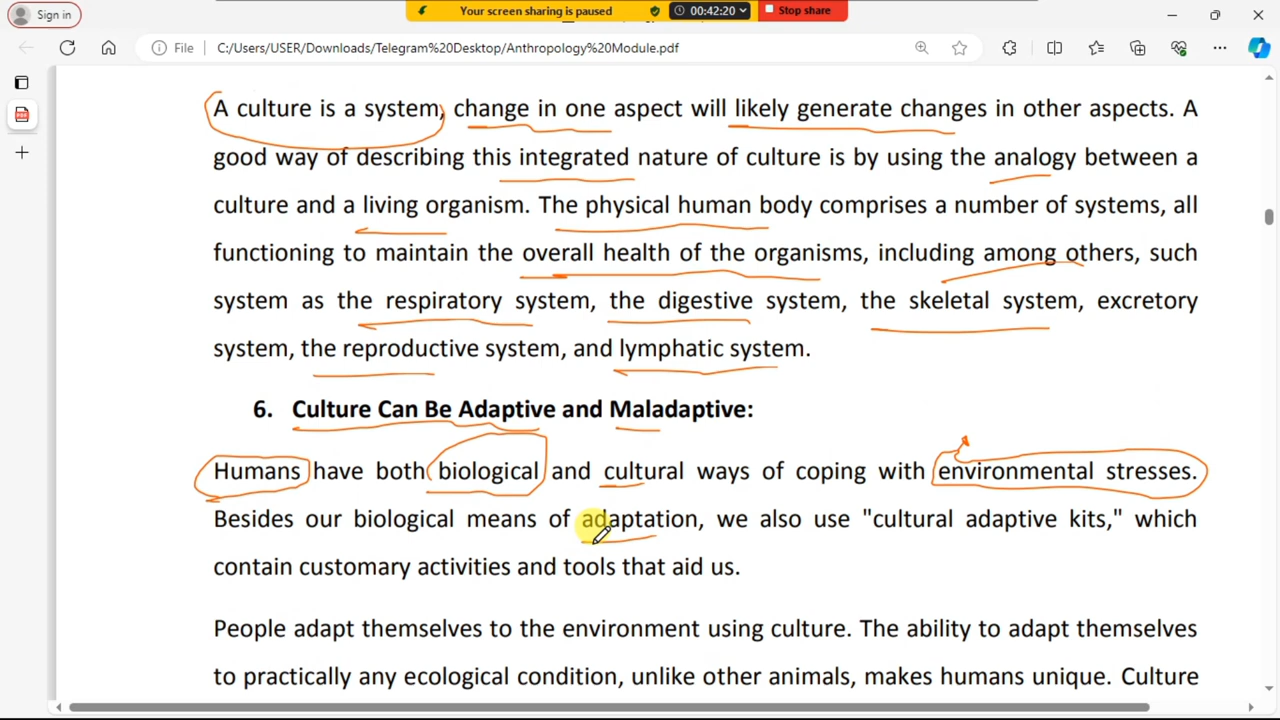 Sign in
Your screen sharing is paused
00:42:20
Stop share
File
C:/Users/USER/Downloads/Telegram%20Desktop/Anthropology%20Module.pdf
A culture is a system, change in one aspect will likely generate changes in other aspects. A
good way of describing this integrated nature of culture is by using the analogy between a
culture and a living organism. The physical human body comprises a number of systems, all
functioning to maintain the overall health of the organisms, including among others, such
system as the respiratory system, the digestive system, the skeletal system, excretory
system, the reproductive system, and lymphatic system.
6. Culture Can Be Adaptive and Maladaptive:
Humans have both biological and cultural ways of coping with environmental stresses.
Besides our biological means of adaptation, we also use "cultural adaptive kits," which
contain customary activities and tools that aid us.
People adapt themselves to the environment using culture. The ability to adapt themselves
to practically any ecological condition, unlike other animals, makes humans unique. Culture